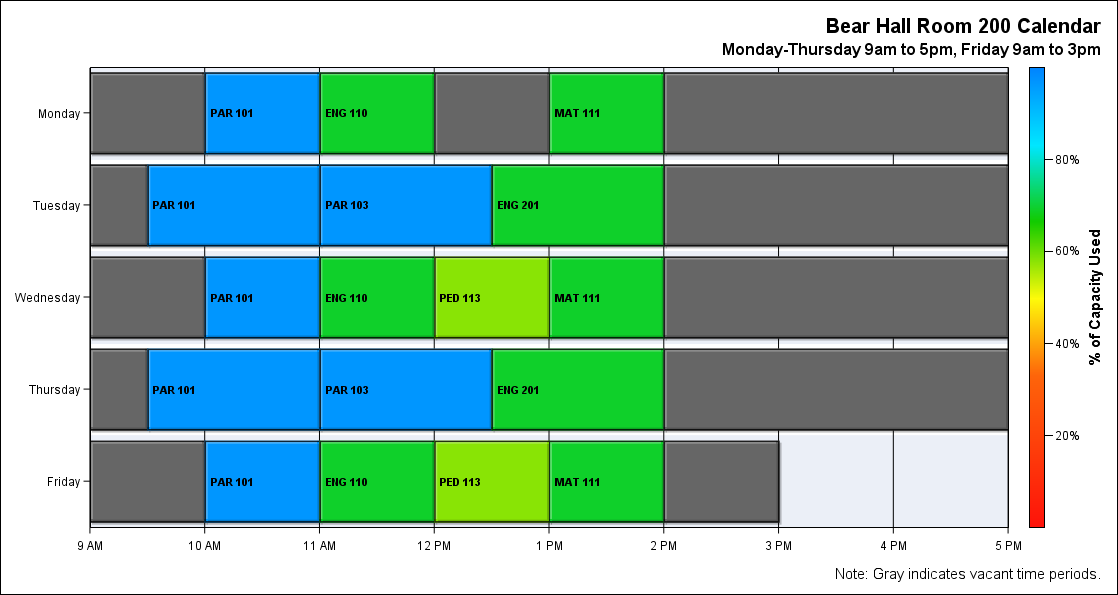 Bear Hall Room 200 Calendar
Monday-Thursday 9am to 5pm, Friday 9am to 3pm
Monday
PAR 101
ENG 110
MAT 111
Tuesday
PAR 101
PAR 103
ENG 201
Wednesday
PAR 101
ENG 110
PED 113
MAT 111
Thursday
PAR 101
PAR 103
ENG 201
Friday
PAR 101
ENG 110
PED 113
MAT 111
9 AM
10 AM
11 AM
12 PM
1 PM
2 PM
3 PM
4 PM
5 PM
80%
60%
40%
20%
% of Capacity Used
Note: Gray indicates vacant time periods.